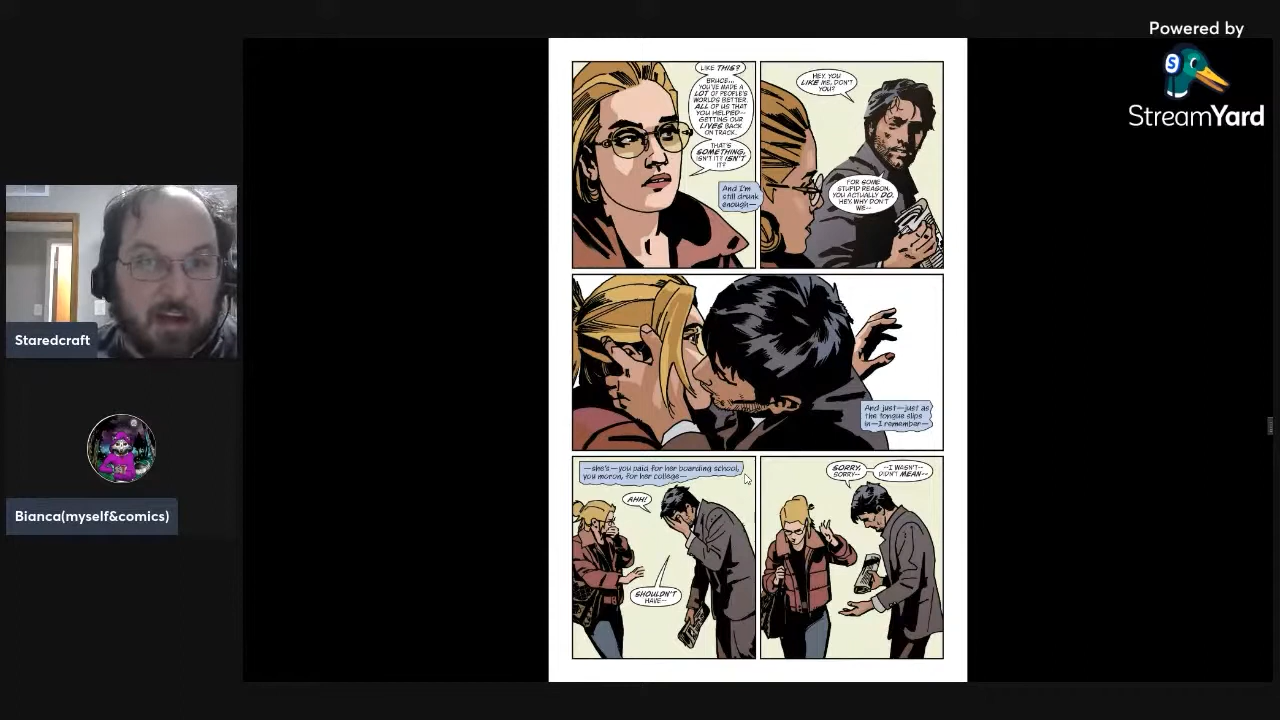 Powered by
StreamYard
Staredcraft
Bianca(myself&comics)
LIKE THIS?
BRUCE...
YOU'VE MADE A
LOT OF PEOPLE'S
WORLDS BETTER.
ALL OF US THAT
YOU HELPED--
GETTING OUR
LIVES BACK
ON TRACK.
THAT'S
SOMETHING,
ISN'T IT? ISN'T
IT?
And I'm
still drunk
enough—
HEY, YOU
LIKE ME, DON'T
YOU?
FOR SOME
STUPID REASON,
YOU ACTUALLY DO.
HEY, WHY DON'T
WE--
And just—just as
the tongue slips
in—I remember—
—she's—you paid for her boarding school,
you moron, for her college—
AHH!
SHOULDN'T
HAVE--
SORRY,
SORRY--
--I WASN'T--
DIDN'T MEAN--